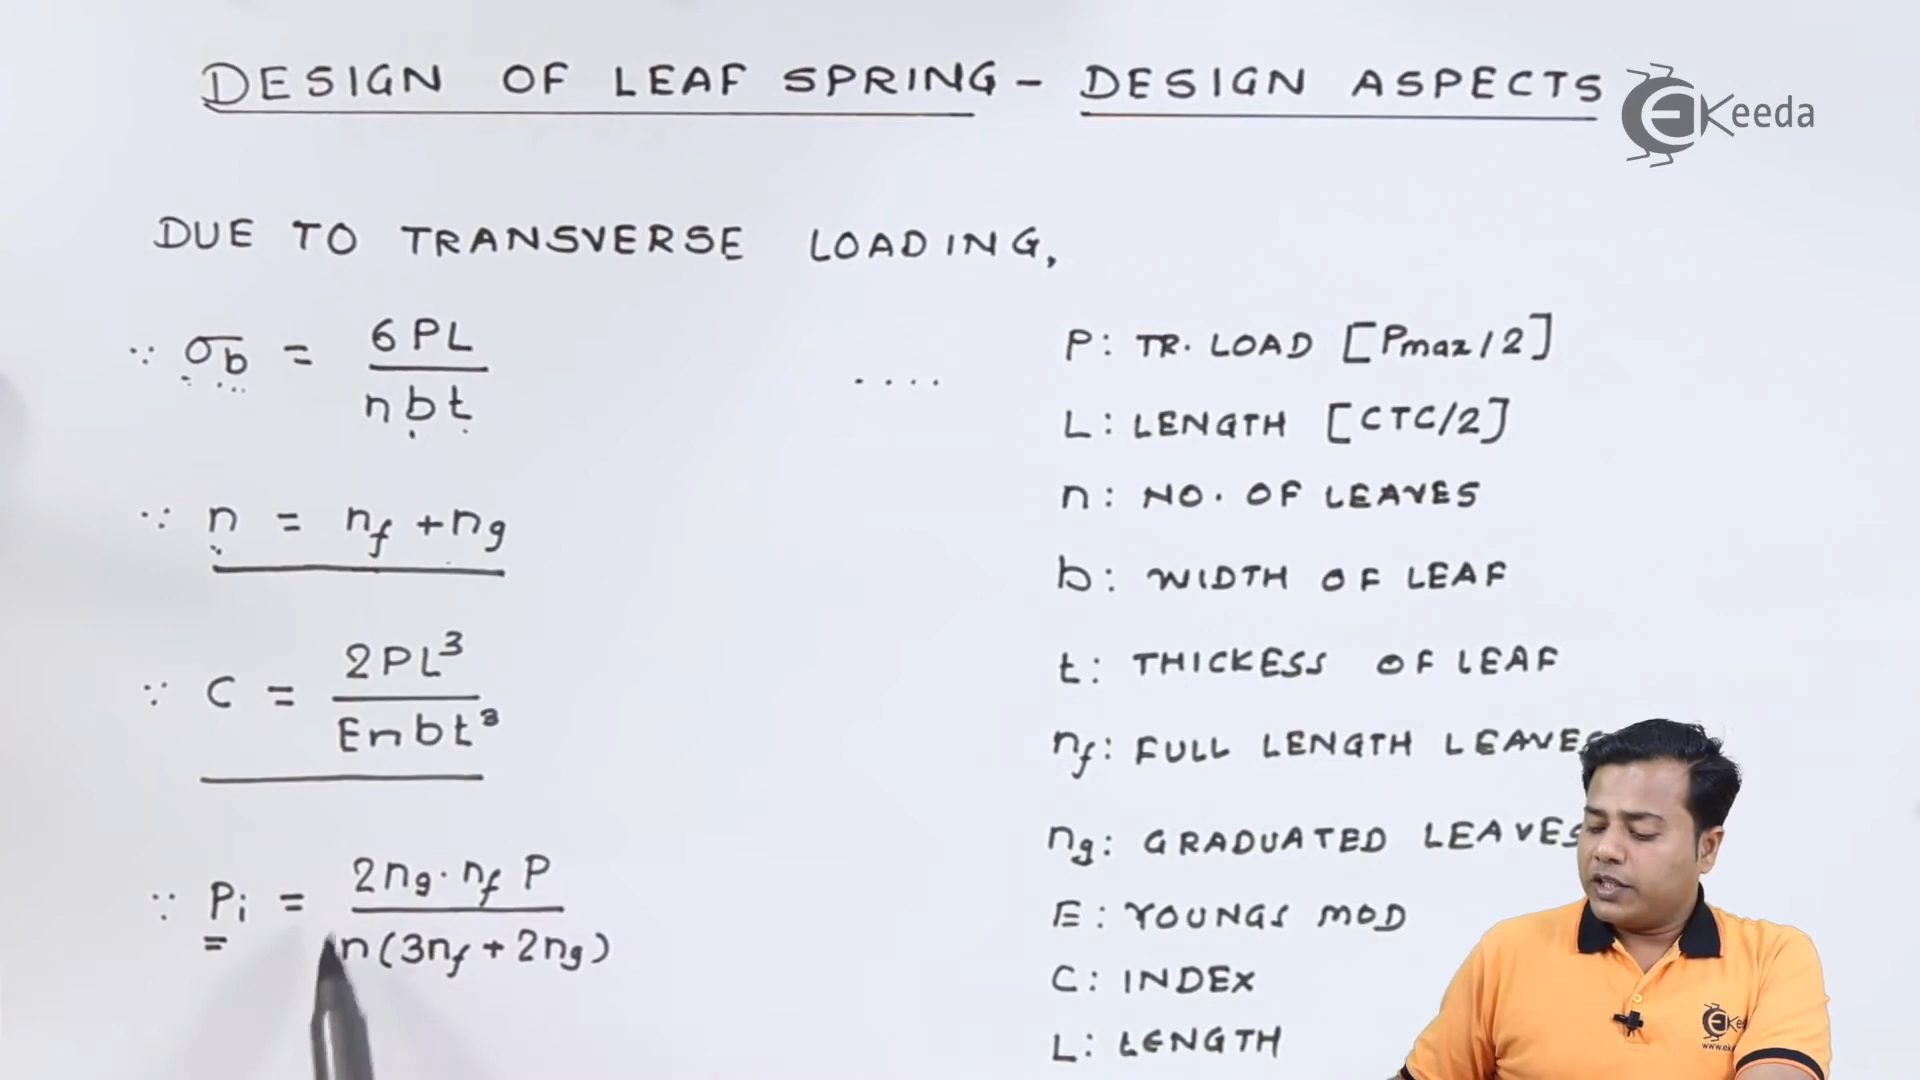 DESIGN OF LEAF SPRING - DESIGN ASPECTS
EKeeda
DUE TO TRANSVERSE LOADING,
∵ σb = 6PL / nbt ....
∵ n = nf + ng
∵ C = 2PL³ / Enbt³
∵ Pi = 2ng·nf P / n(3nf + 2ng)
P: TR. LOAD [Pmax/2]
L: LENGTH [CTC/2]
n: NO. OF LEAVES
b: WIDTH OF LEAF
t: THICKESS OF LEAF
nf: FULL LENGTH LEAVES
ng: GRADUATED LEAVES
E: YOUNGS MOD
C: INDEX
L: LENGTH